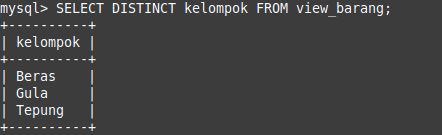 mysql> SELECT DISTINCT kelompok FROM view_barang;
+----------+
| kelompok |
+----------+
| Beras    |
| Gula     |
| Tepung   |
+----------+